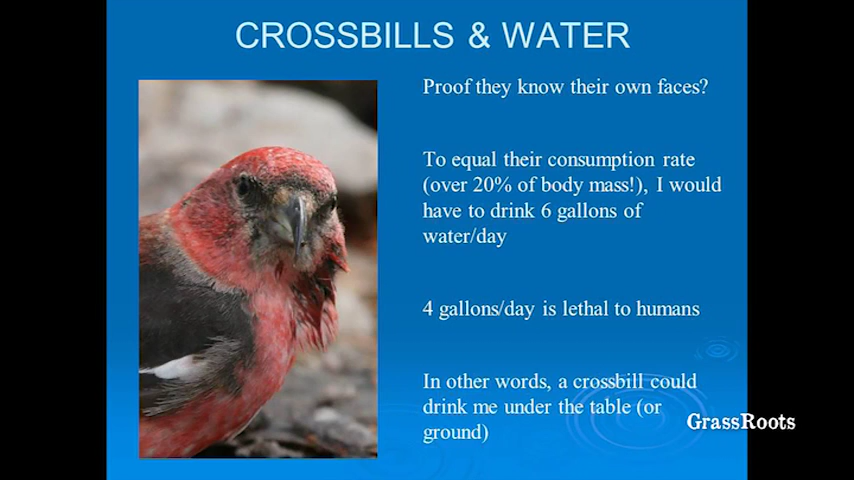 CROSSBILLS & WATER
Proof they know their own faces?
To equal their consumption rate
(over 20% of body mass!), I would
have to drink 6 gallons of
water/day
4 gallons/day is lethal to humans
In other words, a crossbill could
drink me under the table (or
ground)
GrassRoots